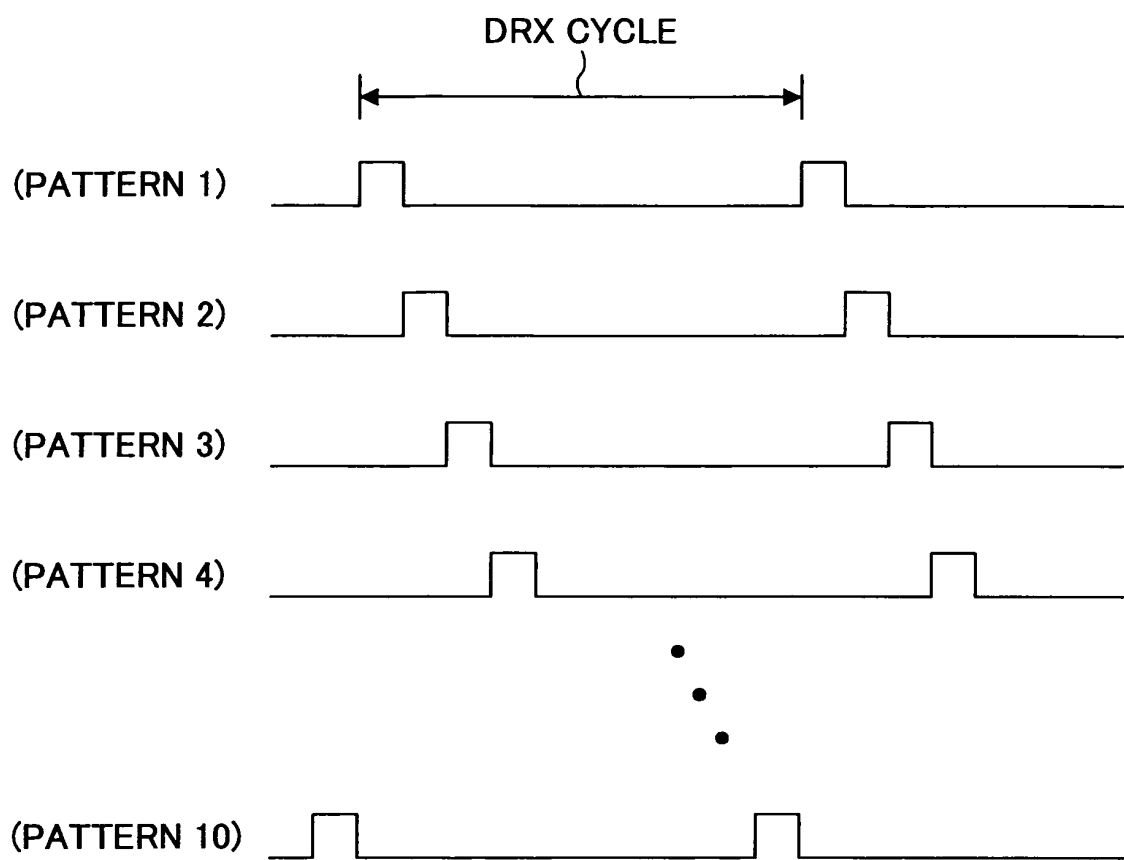 DRX CYCLE
(PATTERN 1)
(PATTERN 2)
(PATTERN 3)
(PATTERN 4)
(PATTERN 10)